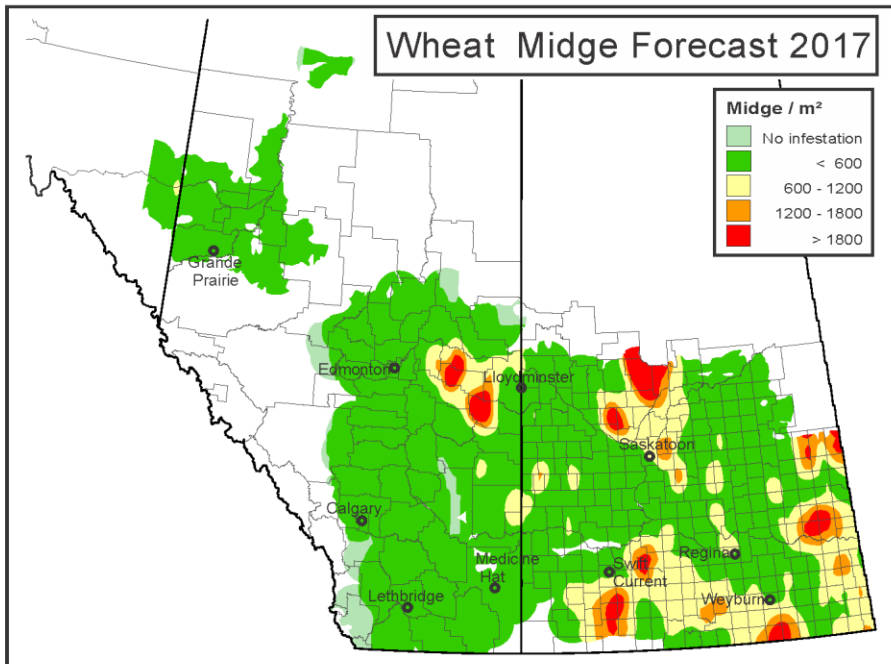 Wheat Midge Forecast 2017
Midge / m²
No infestation
< 600
600 - 1200
1200 - 1800
> 1800
Grande
Prairie
Edmonton
Lloydminster
Saskatoon
Calgary
Medicine
Hat
Swift
Current
Regina
Lethbridge
Weyburn